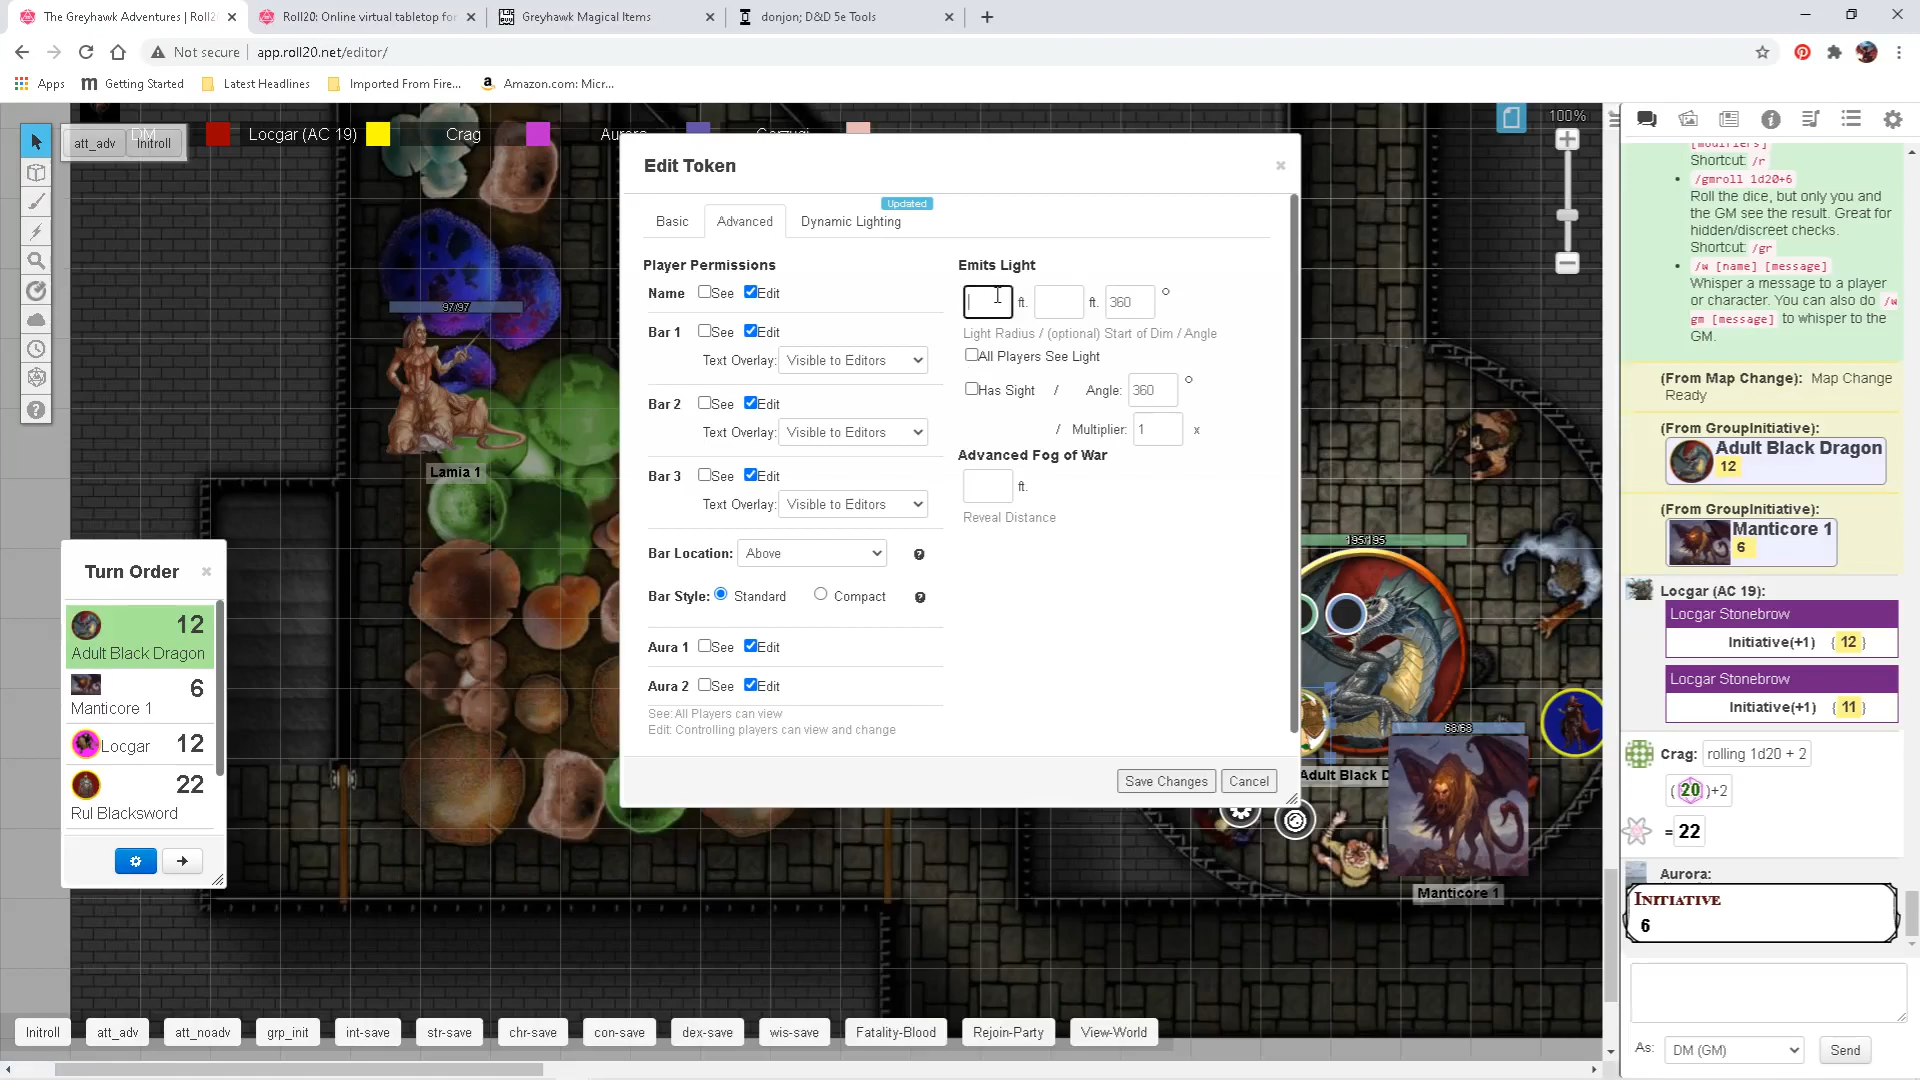 The Greyhawk Adventures | Roll2
Roll20: Online virtual tabletop fo
Greyhawk Magical Items
donjon; D&D 5e Tools
Not secure
app.roll20.net/editor/
Apps
Getting Started
Latest Headlines
Imported From Fire...
Amazon.com: Micr...
att_adv
Initroll
DM
Locgar (AC 19)
Crag
100%
97/97
Lamia 1
Edit Token
Basic
Advanced
Dynamic Lighting
Updated
Player Permissions
Name See Edit
Bar 1 See Edit
Text Overlay: Visible to Editors
Bar 2 See Edit
Text Overlay: Visible to Editors
Bar 3 See Edit
Text Overlay: Visible to Editors
Bar Location: Above
Bar Style: Standard Compact
Aura 1 See Edit
Aura 2 See Edit
See: All Players can view
Edit: Controlling players can view and change
Emits Light
ft. ft. 360 °
Light Radius / (optional) Start of Dim / Angle
All Players See Light
Has Sight / Angle: 360 °
/ Multiplier: 1 x
Advanced Fog of War
ft.
Reveal Distance
Save Changes
Cancel
195/195
68/68
Adult Black D
Manticore 1
Turn Order
12
Adult Black Dragon
6
Manticore 1
Locgar 12
22
Rul Blacksword
[modifiers]
Shortcut: /r
/gmroll 1d20+6
Roll the dice, but only you and
the GM see the result. Great for
hidden/discreet checks.
Shortcut: /gr
/w [name] [message]
Whisper a message to a player
or character. You can also do /w
gm [message] to whisper to the
GM.
(From Map Change): Map Change
Ready
(From GroupInitiative):
Adult Black Dragon
12
(From GroupInitiative):
Manticore 1
6
Locgar (AC 19):
Locgar Stonebrow
Initiative(+1) 12
Locgar Stonebrow
Initiative(+1) 11
Crag: rolling 1d20 + 2
(20)+2
= 22
Aurora:
Initiative
6
As: DM (GM)
Send
Initroll
att_adv
att_noadv
grp_init
int-save
str-save
chr-save
con-save
dex-save
wis-save
Fatality-Blood
Rejoin-Party
View-World